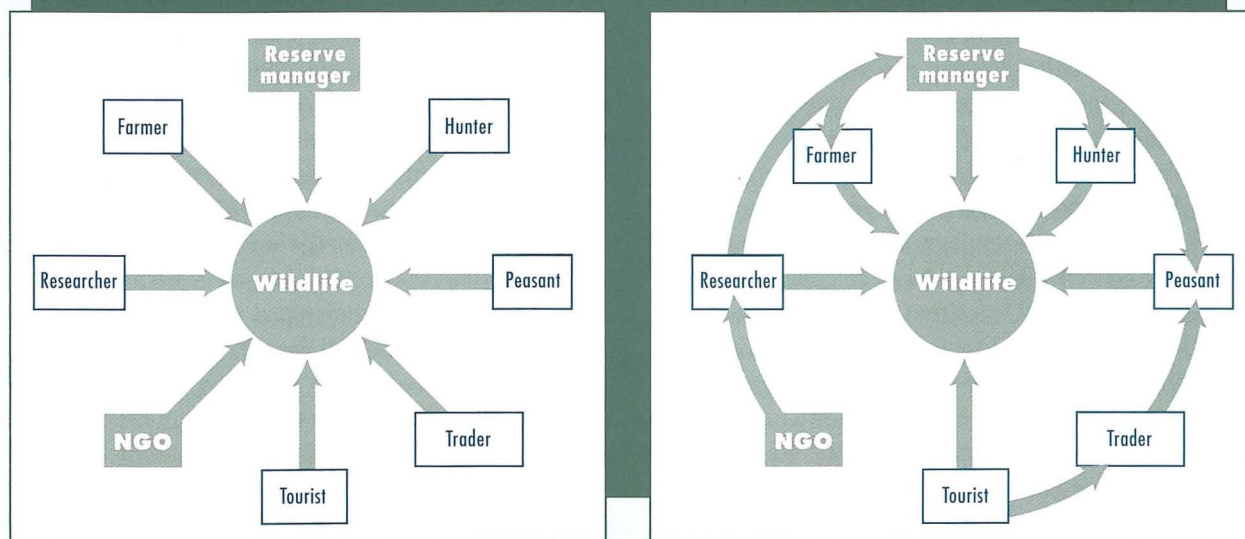 Reserve
manager
Farmer
Hunter
Researcher
Wildlife
Peasant
NGO
Trader
Tourist
Reserve
manager
Farmer
Hunter
Researcher
Wildlife
Peasant
NGO
Trader
Tourist